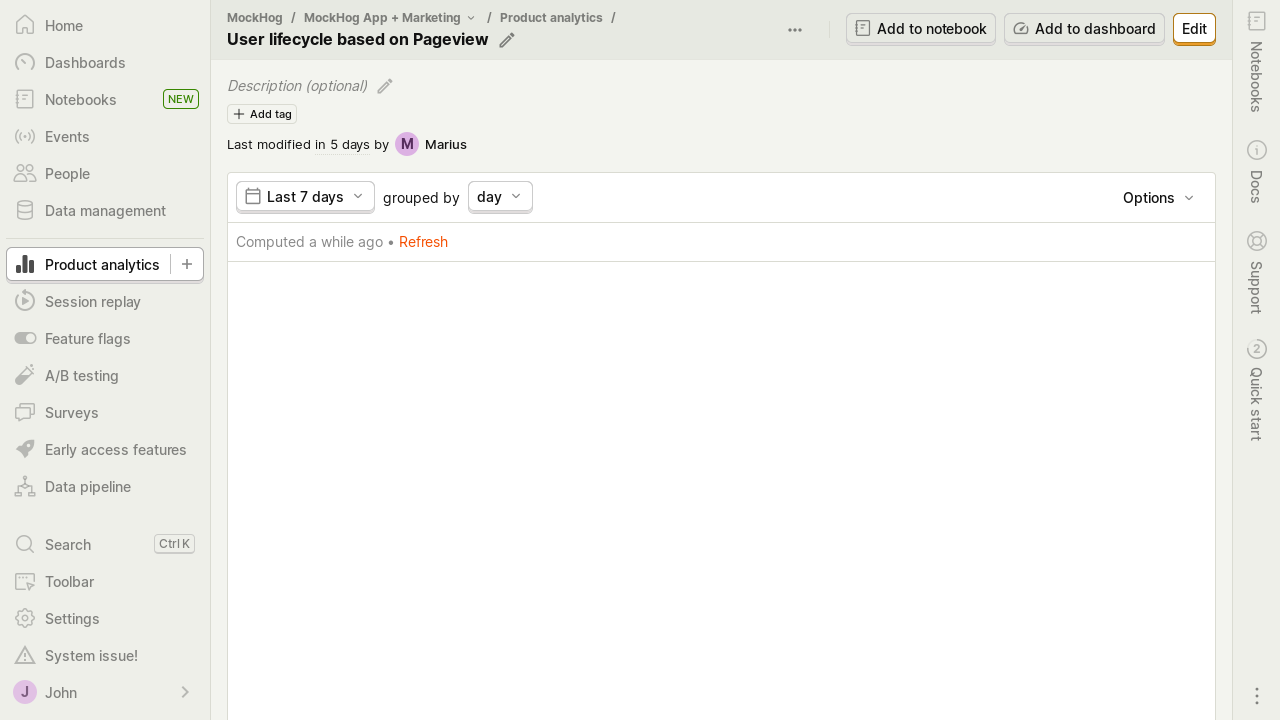 Home
Dashboards
Notebooks NEW
Events
People
Data management
Product analytics
Session replay
Feature flags
A/B testing
Surveys
Early access features
Data pipeline
Search Ctrl K
Toolbar
Settings
System issue!
J John
MockHog / MockHog App + Marketing / Product analytics /
User lifecycle based on Pageview
Add to notebook
Add to dashboard
Edit
Description (optional)
Add tag
Last modified in 5 days by M Marius
Last 7 days grouped by day
Options
Computed a while ago • Refresh
Notebooks
Docs
Support
2
Quick start